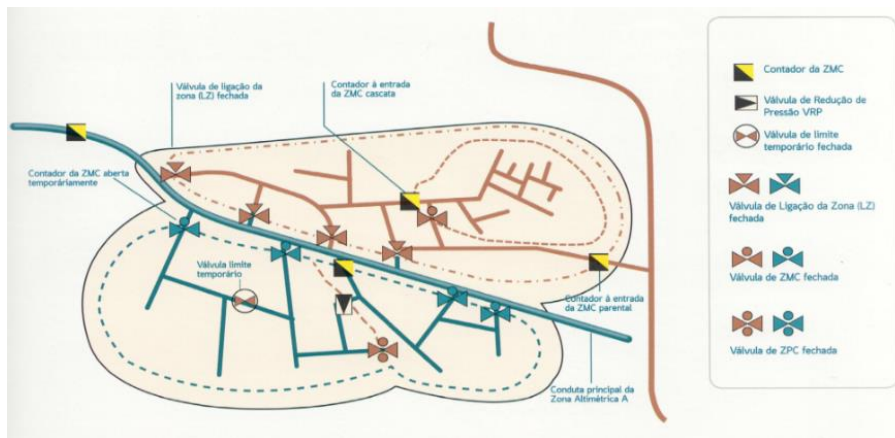 Válvula de ligação da
zona (LZ) fechada
Contador à entrada
da ZMC cascata
Contador da ZMC aberta
temporáriamente
Válvula limite
temporário
Contador à entrada
da ZMC parental
Conduta principal da
Zona Altimétrica A
Contador da ZMC
Válvula de Redução de
Pressão VRP
Válvula de limite
temporário fechada
Válvula de Ligação da Zona (LZ)
fechada
Válvula de ZMC fechada
Válvula de ZPC fechada